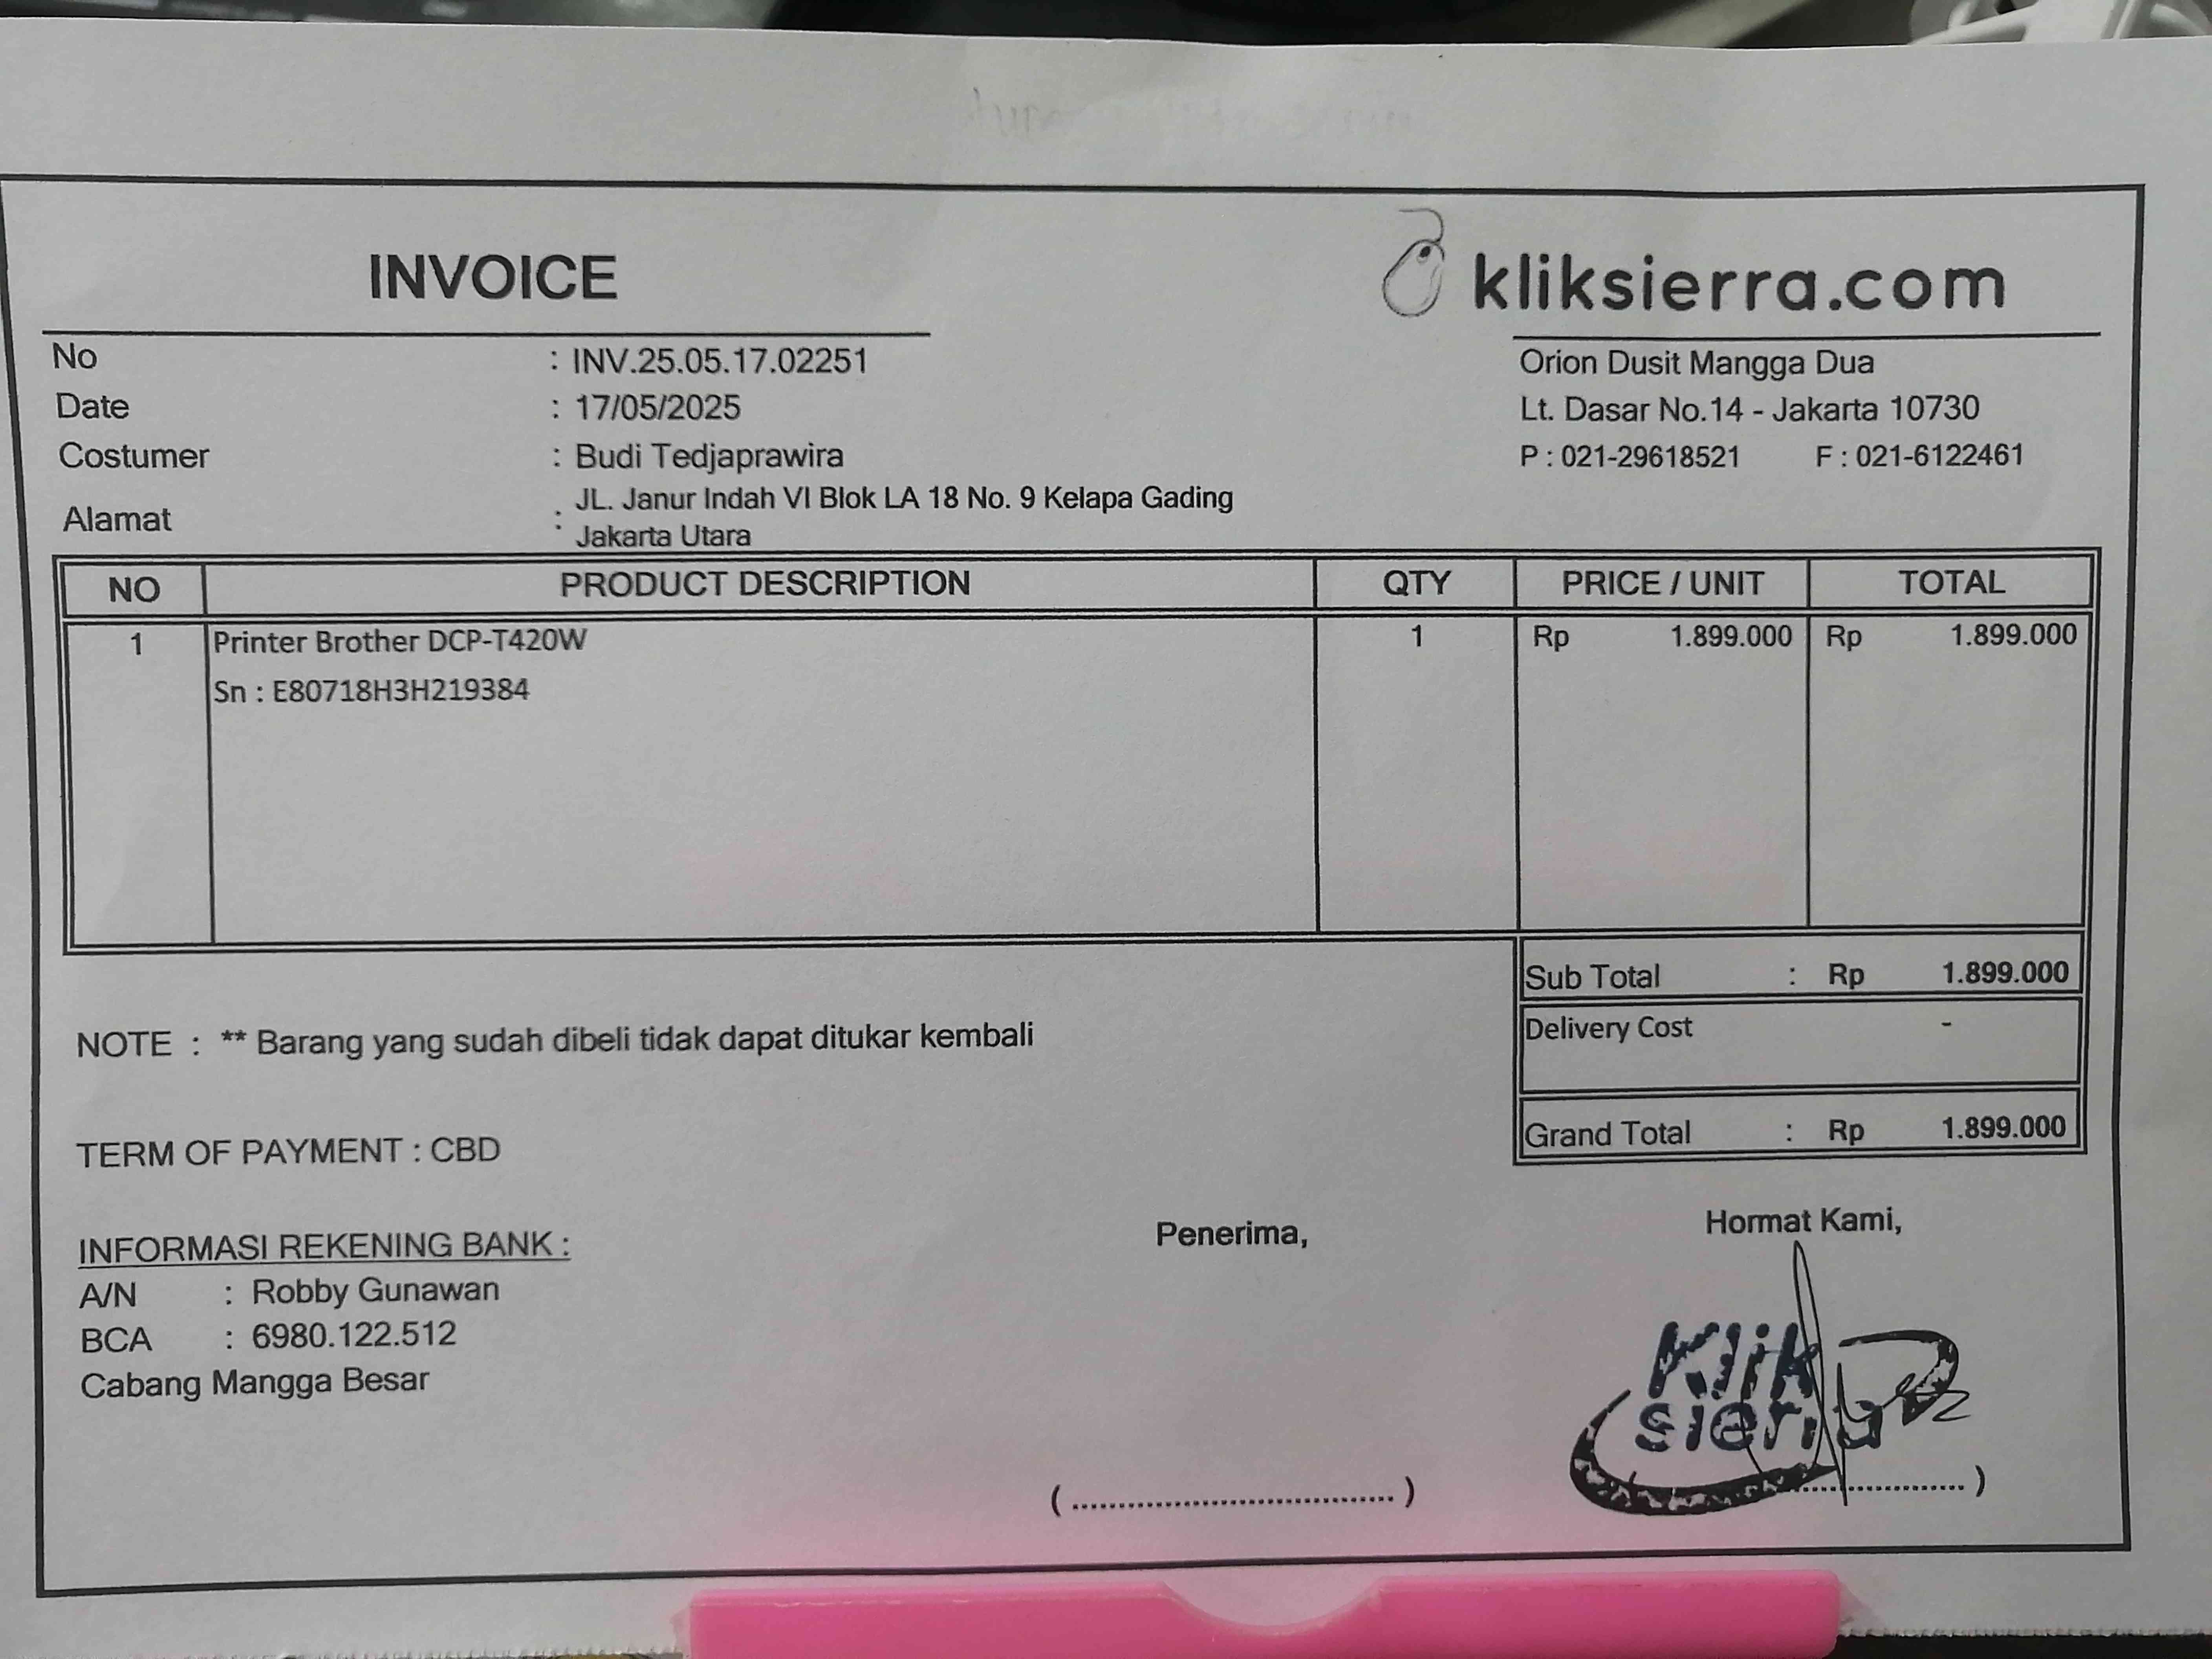 INVOICE
kliksierra.com
No : INV.25.05.17.02251
Date : 17/05/2025
Costumer : Budi Tedjaprawira
Alamat : JL. Janur Indah VI Blok LA 18 No. 9 Kelapa Gading
Jakarta Utara
Orion Dusit Mangga Dua
Lt. Dasar No.14 - Jakarta 10730
P : 021-29618521 F : 021-6122461
NO PRODUCT DESCRIPTION QTY PRICE / UNIT TOTAL
1 Printer Brother DCP-T420W 1 Rp 1.899.000 Rp 1.899.000
Sn : E80718H3H219384
Sub Total : Rp 1.899.000
Delivery Cost -
Grand Total : Rp 1.899.000
NOTE : ** Barang yang sudah dibeli tidak dapat ditukar kembali
TERM OF PAYMENT : CBD
INFORMASI REKENING BANK :
A/N : Robby Gunawan
BCA : 6980.122.512
Cabang Mangga Besar
Penerima,
(..................................)
Hormat Kami,
Klik
sierra